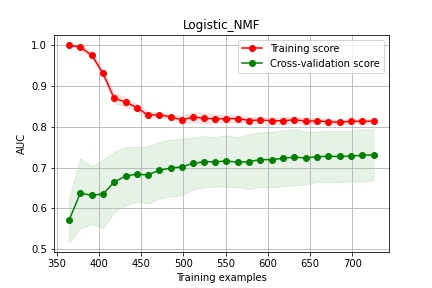 Logistic_NMF
Training score
Cross-validation score
AUC
1.0
0.9
0.8
0.7
0.6
0.5
350 400 450 500 550 600 650 700
Training examples